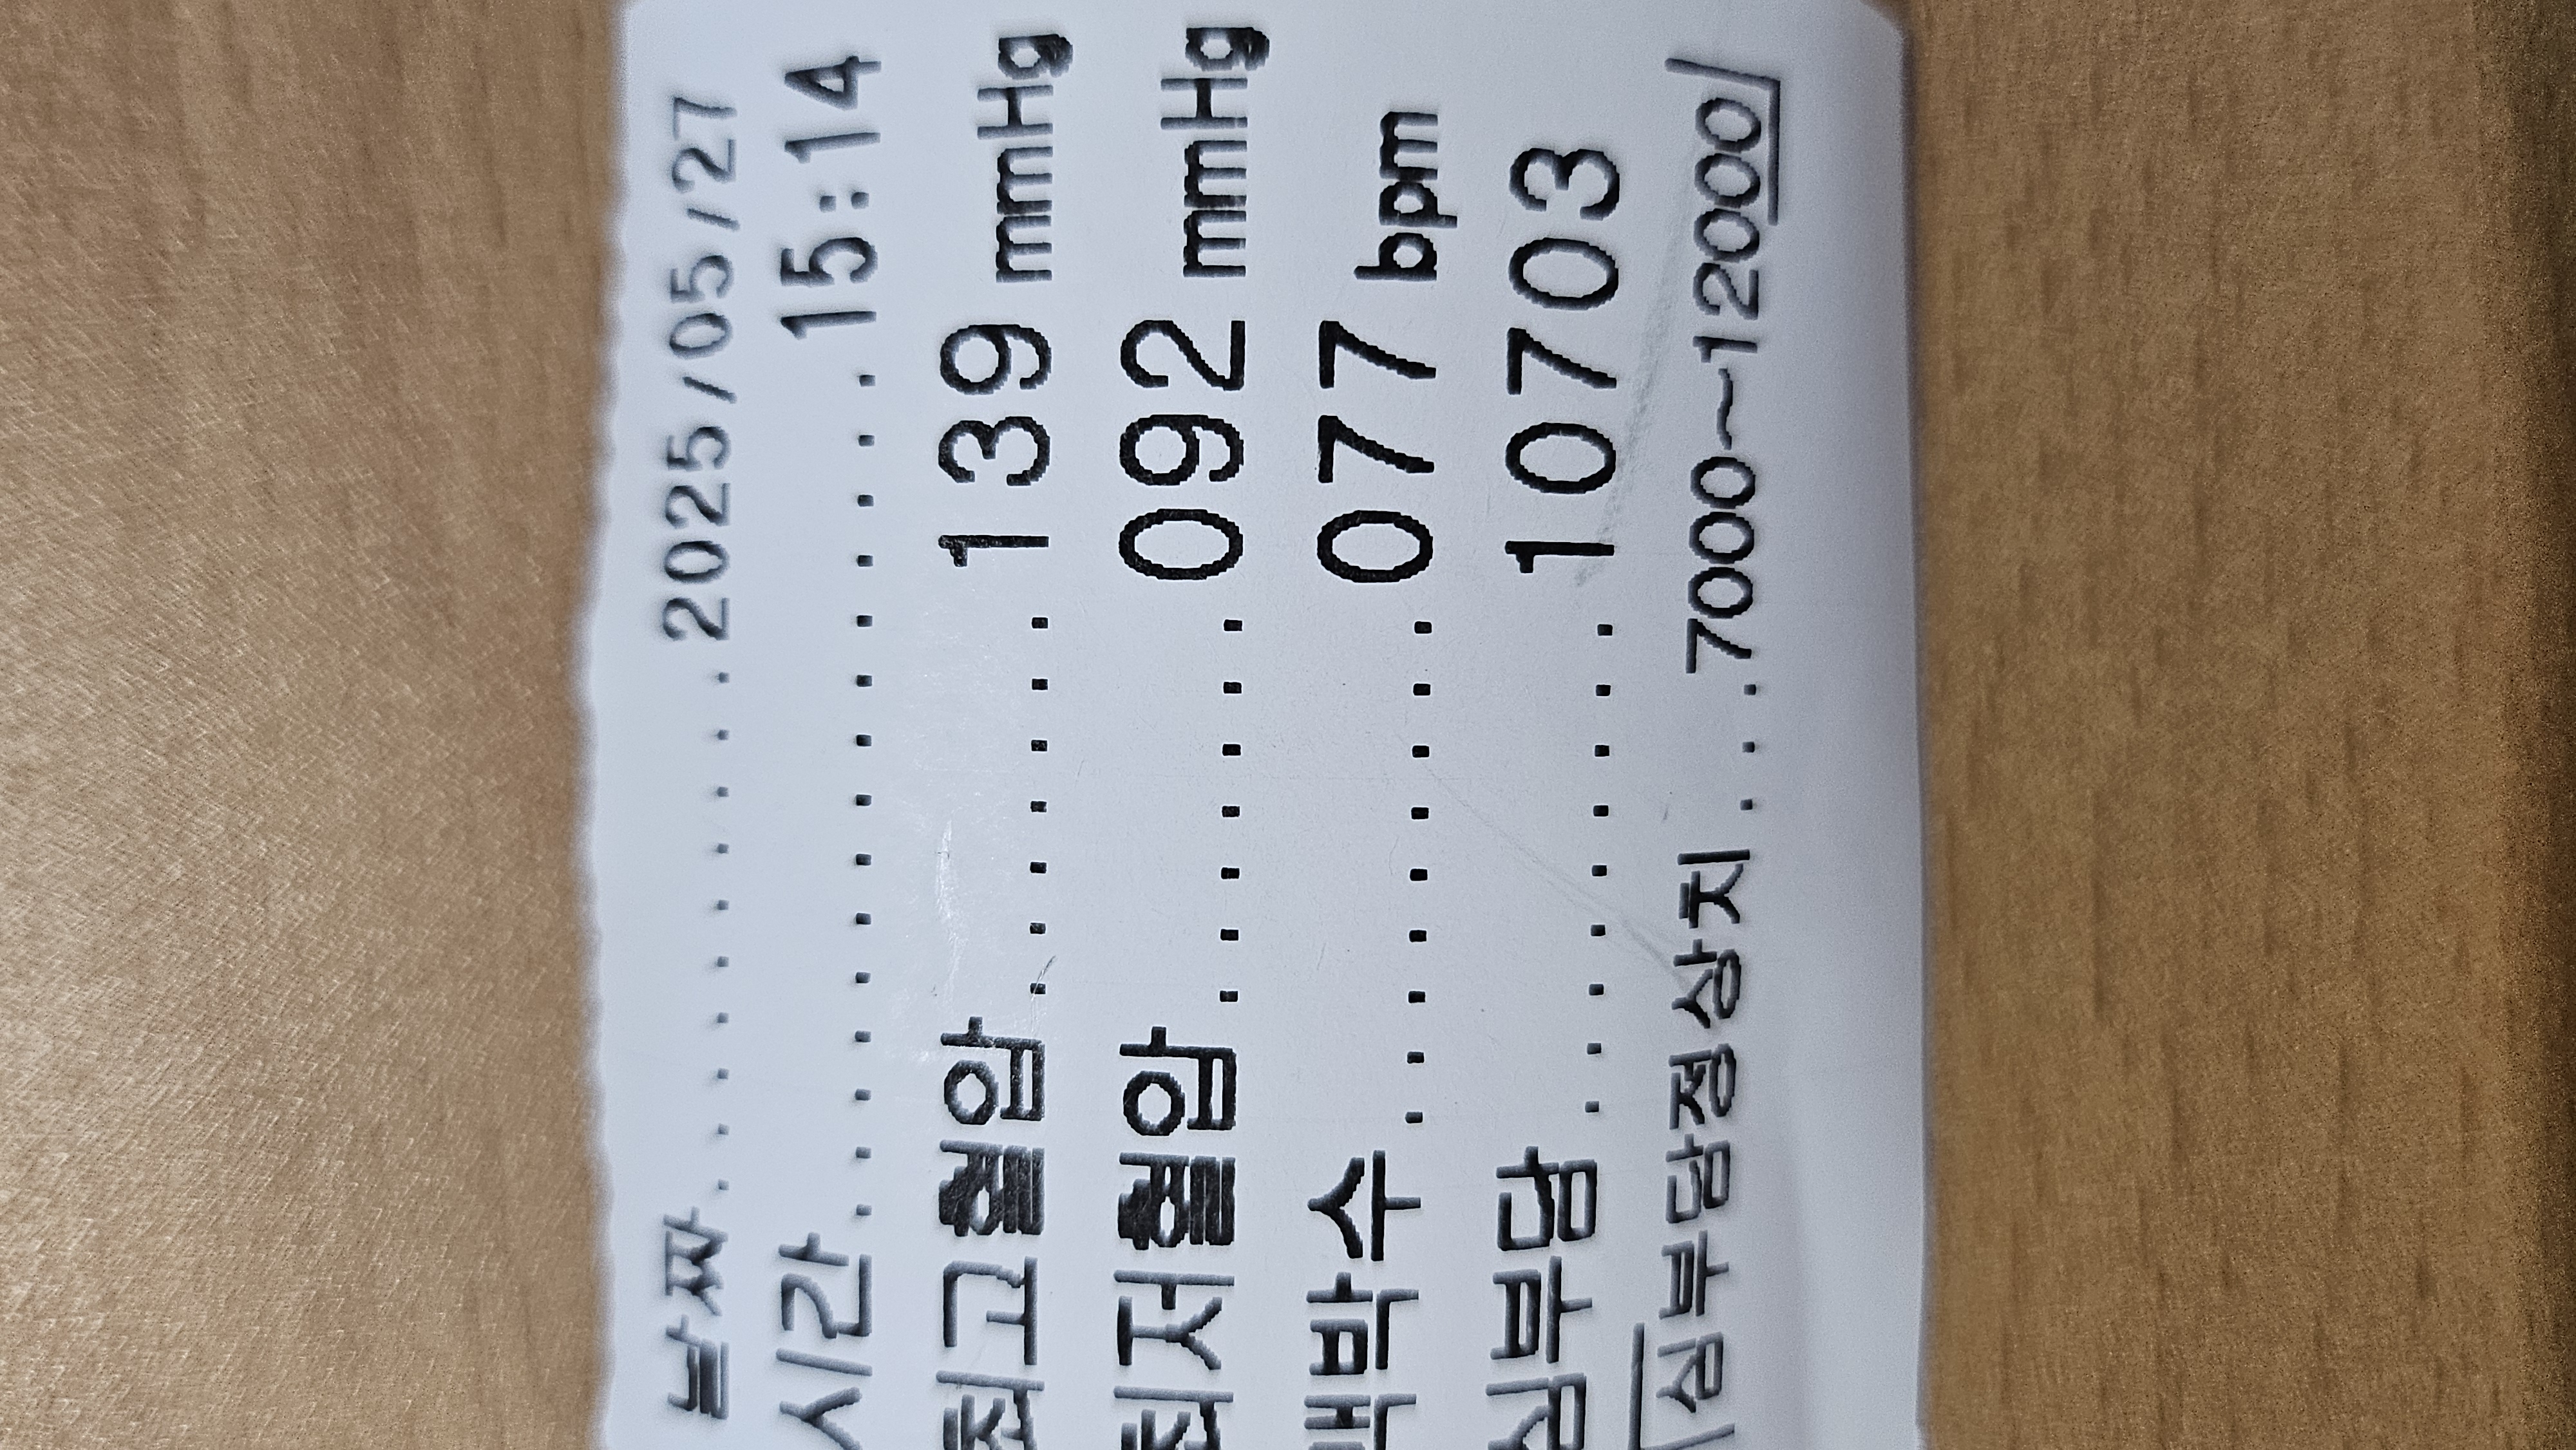 날짜.................2025/05/27
시간.................15:14
최고혈압.......139 mmHg
최저혈압.......092 mmHg
맥박수.........077 bpm
심부담.........10703
심부담정상치...7000~12000